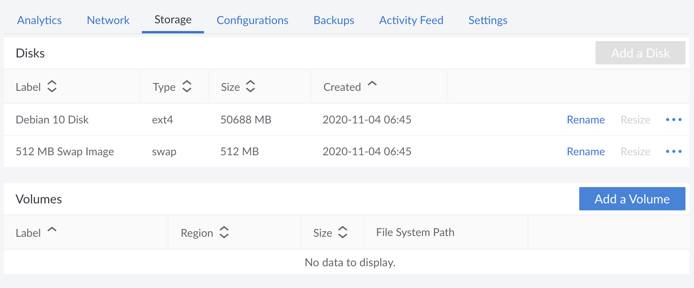 Analytics Network Storage Configurations Backups Activity Feed Settings
Disks Add a Disk
Label Type Size Created
Debian 10 Disk ext4 50688 MB 2020-11-04 06:45 Rename Resize
512 MB Swap Image swap 512 MB 2020-11-04 06:45 Rename Resize
Volumes Add a Volume
Label Region Size File System Path
No data to display.